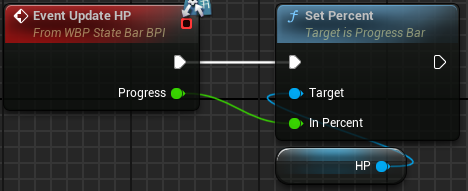 Event Update HP
From WBP State Bar BPI
Progress
f Set Percent
Target is Progress Bar
Target
In Percent
HP